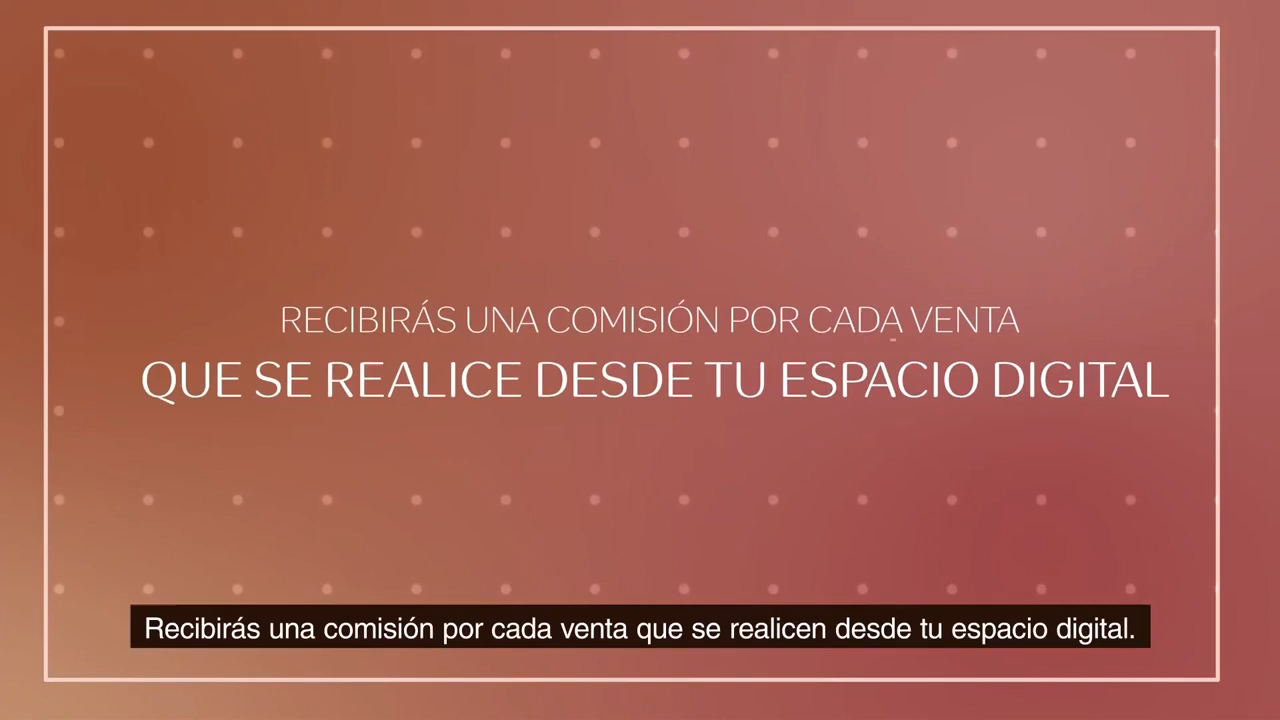 RECIBIRÁS UNA COMISIÓN POR CADA VENTA
QUE SE REALICE DESDE TU ESPACIO DIGITAL
Recibirás una comisión por cada venta que se realicen desde tu espacio digital.